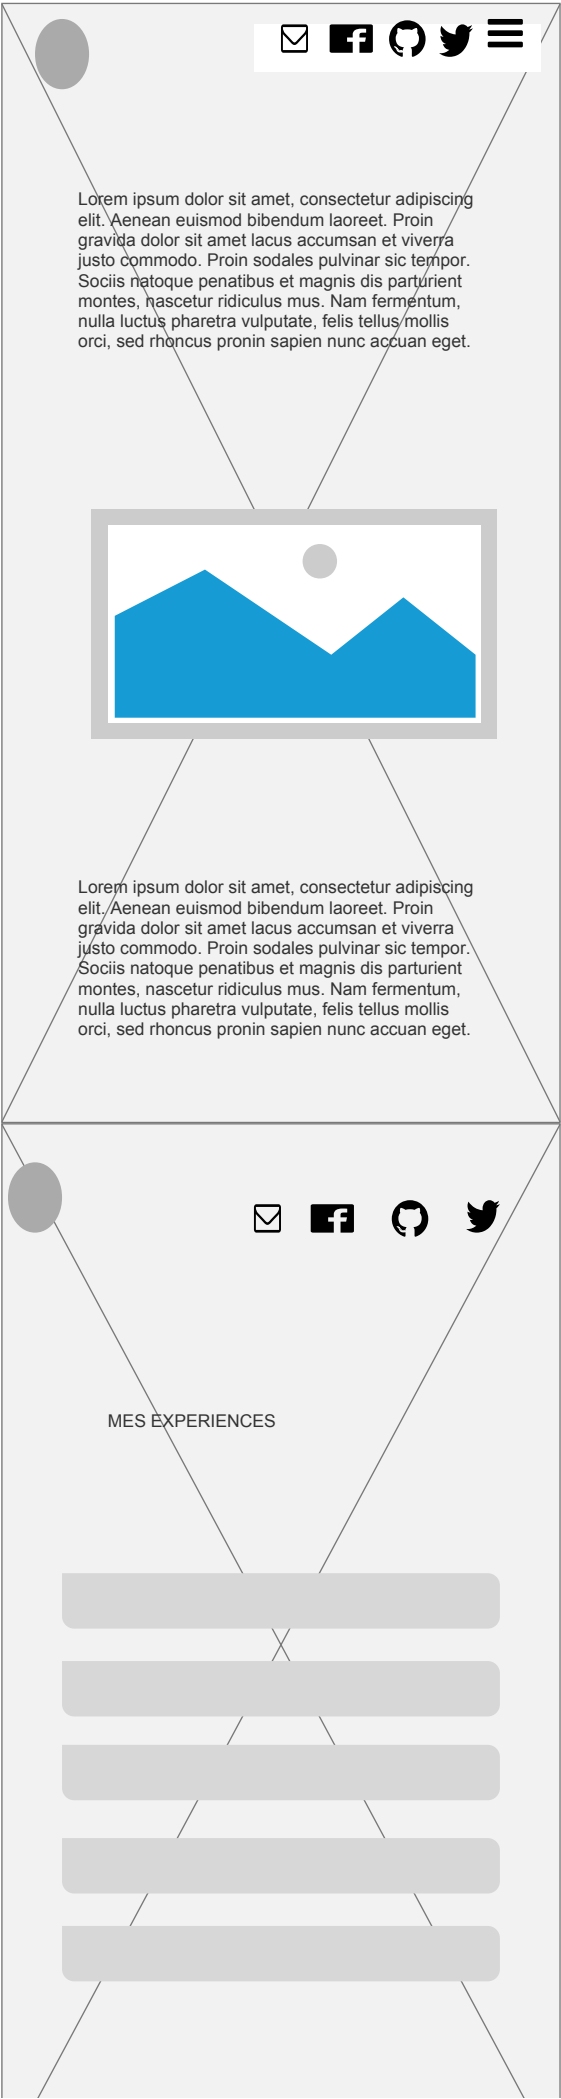 Lorem ipsum dolor sit amet, consectetur adipiscing
elit. Aenean euismod bibendum laoreet. Proin
gravida dolor sit amet lacus accumsan et viverra
justo commodo. Proin sodales pulvinar sic tempor.
Sociis natoque penatibus et magnis dis parturient
montes, nascetur ridiculus mus. Nam fermentum,
nulla luctus pharetra vulputate, felis tellus mollis
orci, sed rhoncus pronin sapien nunc accuan eget.
Lorem ipsum dolor sit amet, consectetur adipiscing
elit. Aenean euismod bibendum laoreet. Proin
gravida dolor sit amet lacus accumsan et viverra
justo commodo. Proin sodales pulvinar sic tempor.
Sociis natoque penatibus et magnis dis parturient
montes, nascetur ridiculus mus. Nam fermentum,
nulla luctus pharetra vulputate, felis tellus mollis
orci, sed rhoncus pronin sapien nunc accuan eget.
MES EXPERIENCES